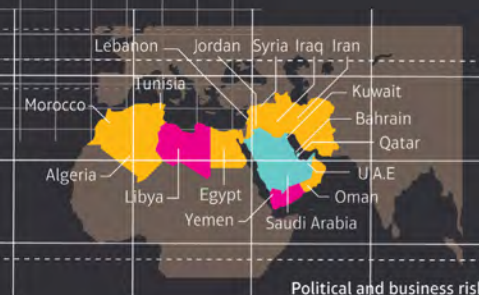 Lebanon Jordan Syria Iraq Iran
Tunisia
Kuwait
Morocco
Bahrain
Qatar
Algeria
U.A.E
Libya Egypt
Oman
Yemen
Saudi Arabia
Political and business risk